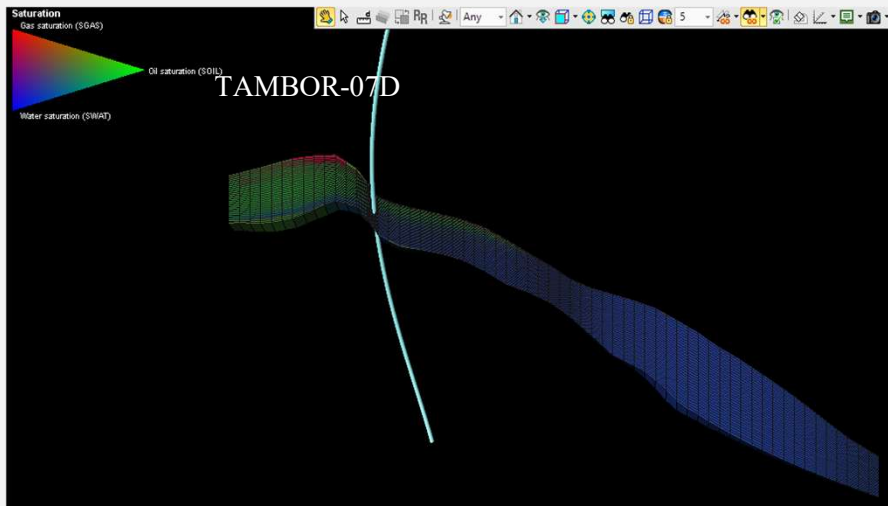 Saturation
Gas saturation (SGAS)
Oil saturation (SOIL)
Water saturation (SWAT)
TAMBOR-07D
Any
5